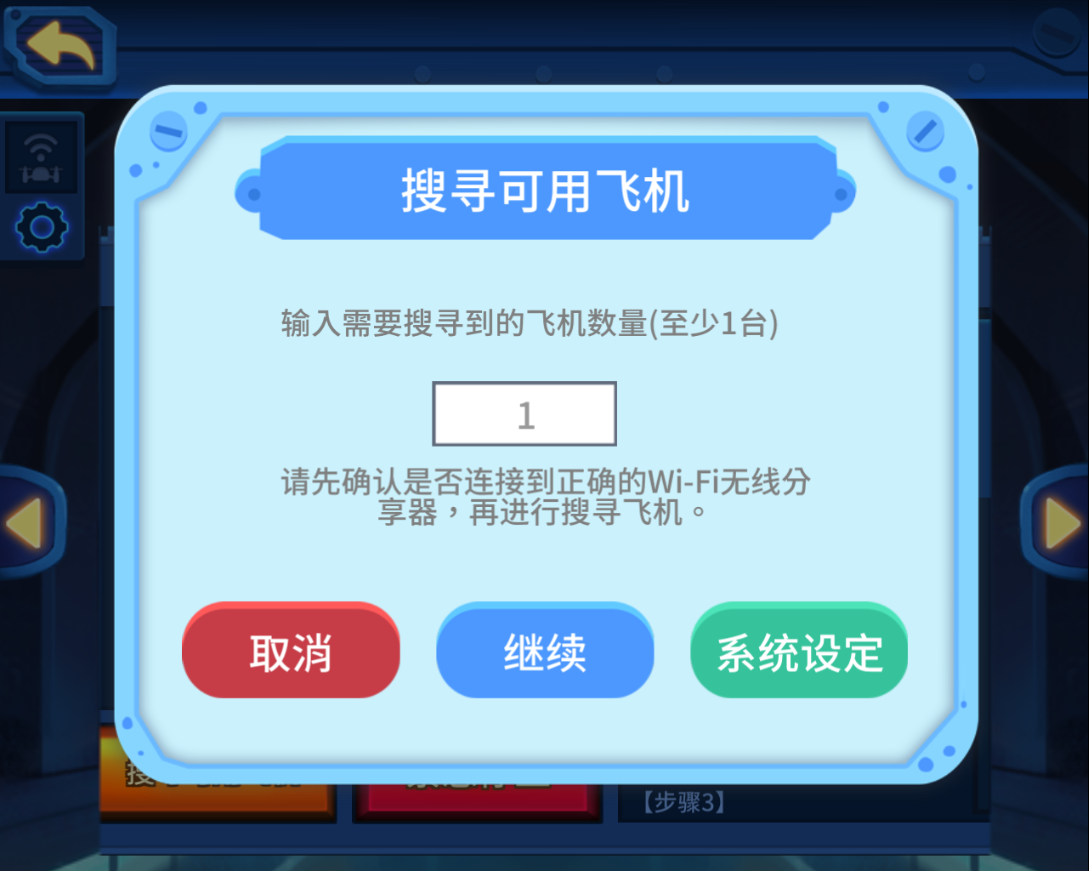 搜寻可用飞机
输入需要搜寻到的飞机数量(至少1台)
1
请先确认是否连接到正确的Wi-Fi无线分
享器，再进行搜寻飞机。
取消
继续
系统设定
【步骤3】